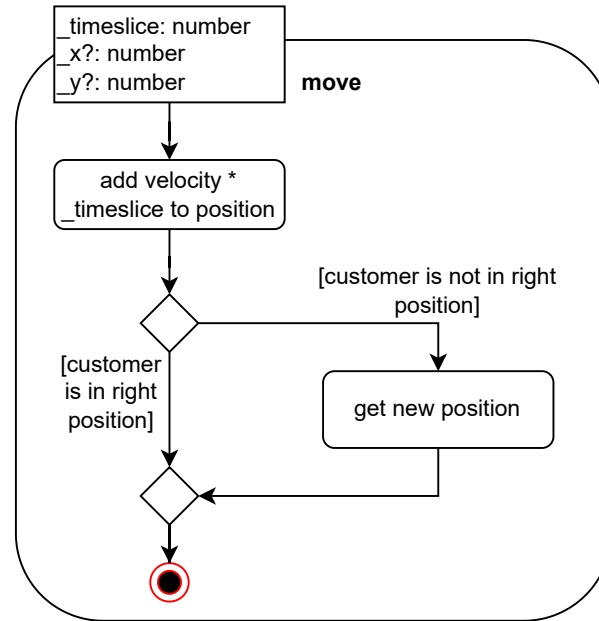 _timeslice: number
_x?: number
_y?: number
move
add velocity *
_timeslice to position
[customer is not in right
position]
[customer
is in right
position]
get new position